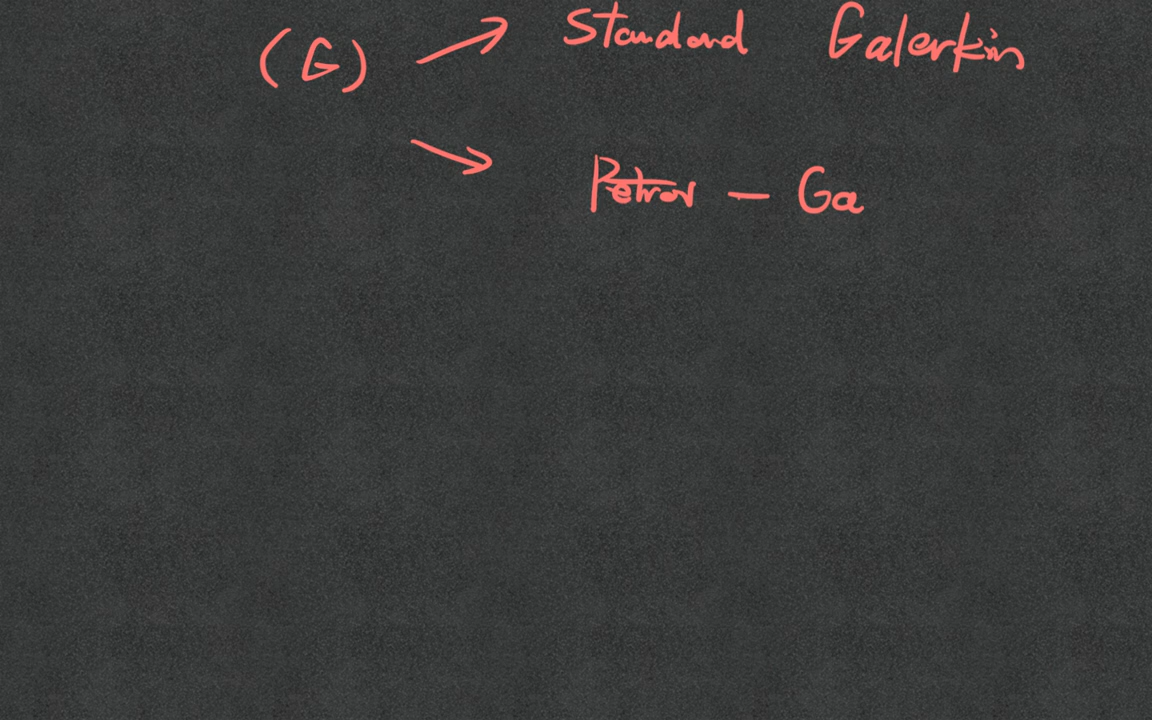 (G) → Standard Galerkin
→ Petrov - Ga